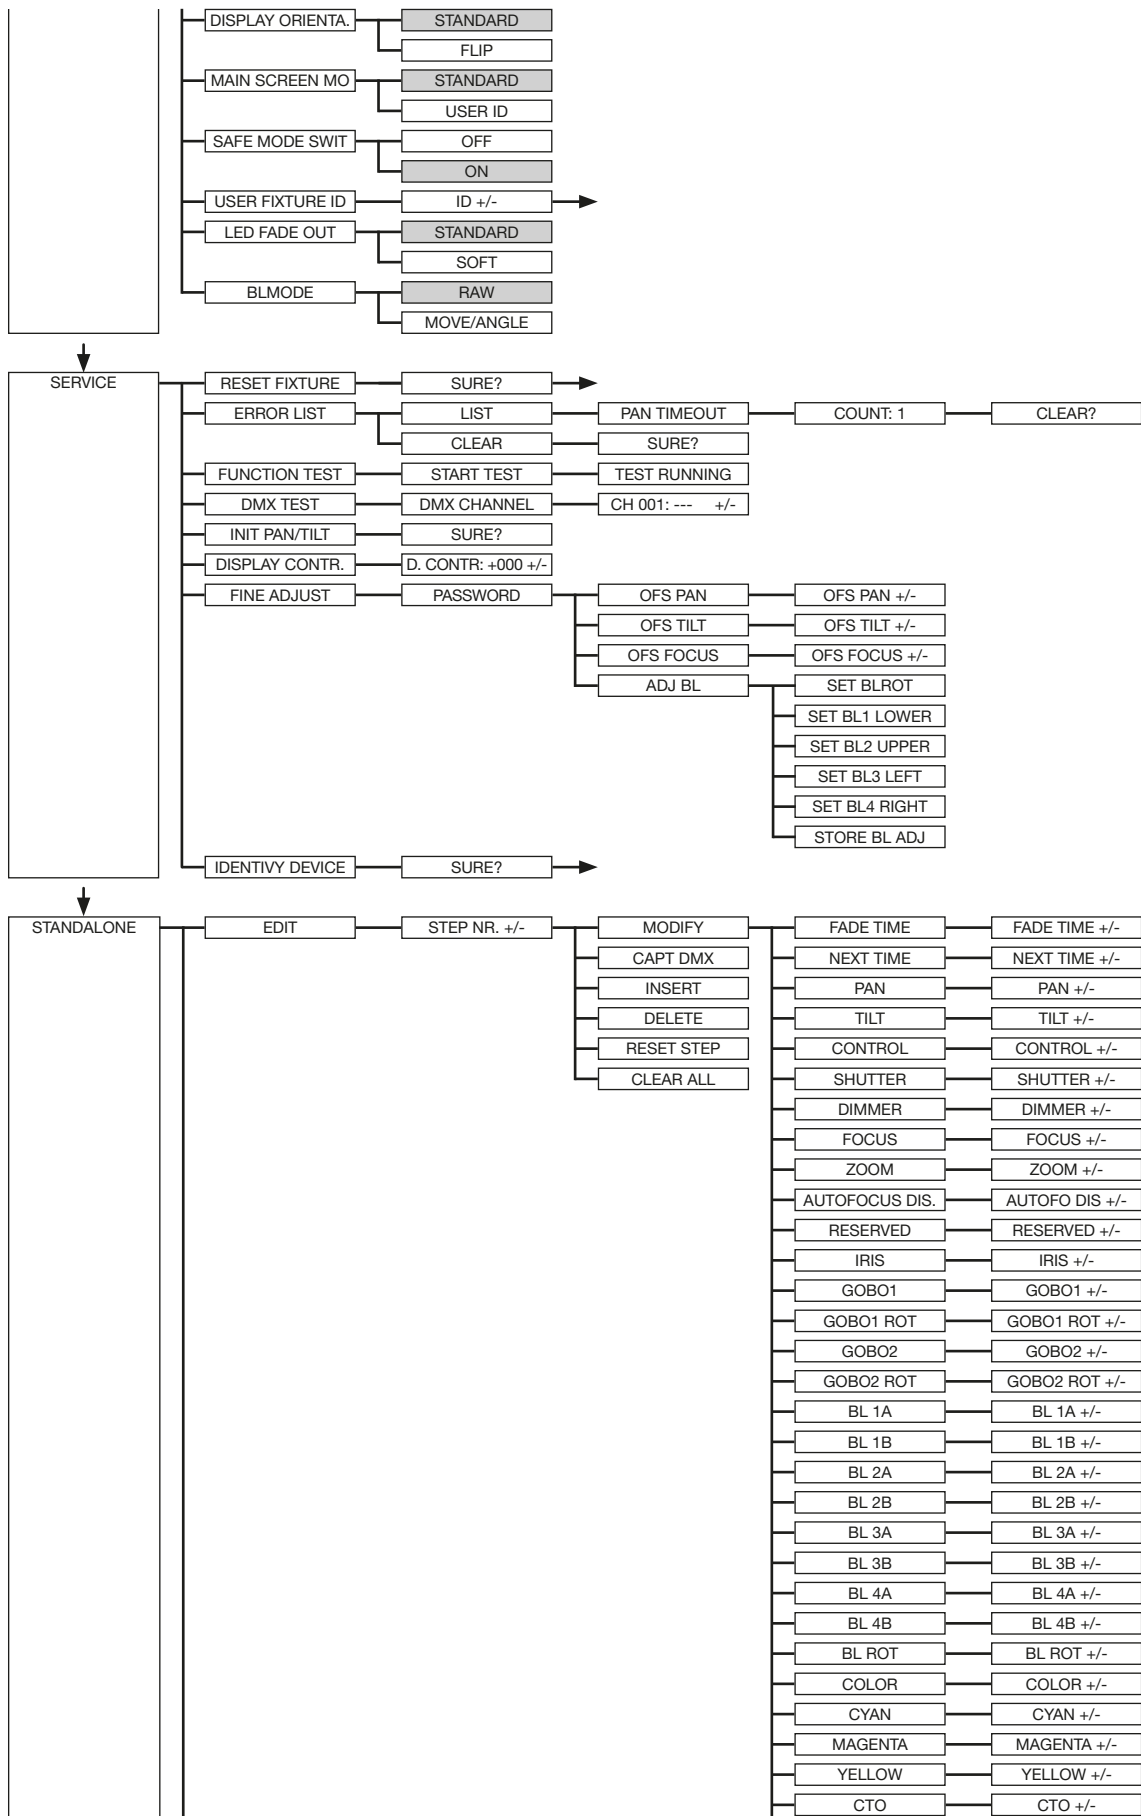 DISPLAY ORIENTA. STANDARD
FLIP
MAIN SCREEN MO STANDARD
USER ID
SAFE MODE SWIT OFF
ON
USER FIXTURE ID ID +/-
LED FADE OUT STANDARD
SOFT
BLMODE RAW
MOVE/ANGLE
SERVICE RESET FIXTURE SURE?
ERROR LIST LIST PAN TIMEOUT COUNT: 1 CLEAR?
CLEAR SURE?
FUNCTION TEST START TEST TEST RUNNING
DMX TEST DMX CHANNEL CH 001: --- +/-
INIT PAN/TILT SURE?
DISPLAY CONTR. D. CONTR: +000 +/-
FINE ADJUST PASSWORD OFS PAN OFS PAN +/-
OFS TILT OFS TILT +/-
OFS FOCUS OFS FOCUS +/-
ADJ BL SET BLROT
SET BL1 LOWER
SET BL2 UPPER
SET BL3 LEFT
SET BL4 RIGHT
STORE BL ADJ
IDENTIVY DEVICE SURE?
STANDALONE EDIT STEP NR. +/- MODIFY FADE TIME FADE TIME +/-
CAPT DMX NEXT TIME NEXT TIME +/-
INSERT PAN PAN +/-
DELETE TILT TILT +/-
RESET STEP CONTROL CONTROL +/-
CLEAR ALL SHUTTER SHUTTER +/-
DIMMER DIMMER +/-
FOCUS FOCUS +/-
ZOOM ZOOM +/-
AUTOFOCUS DIS. AUTOFO DIS +/-
RESERVED RESERVED +/-
IRIS IRIS +/-
GOBO1 GOBO1 +/-
GOBO1 ROT GOBO1 ROT +/-
GOBO2 GOBO2 +/-
GOBO2 ROT GOBO2 ROT +/-
BL 1A BL 1A +/-
BL 1B BL 1B +/-
BL 2A BL 2A +/-
BL 2B BL 2B +/-
BL 3A BL 3A +/-
BL 3B BL 3B +/-
BL 4A BL 4A +/-
BL 4B BL 4B +/-
BL ROT BL ROT +/-
COLOR COLOR +/-
CYAN CYAN +/-
MAGENTA MAGENTA +/-
YELLOW YELLOW +/-
CTO CTO +/-